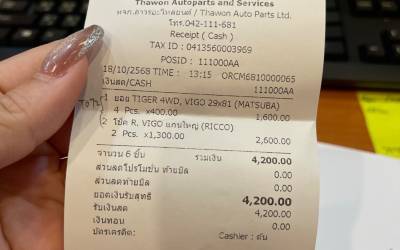 Thawon Autoparts and Services
หจก.ถาวรอะไหล่ยนต์ / Thawon Auto Parts Ltd.
โทร.042-111-681
Receipt ( Cash )
TAX ID : 0413560003969
POSID : 111000AA
18/10/2568 TIME : 13:15 ORCM6810000065
เงินสด/CASH 111000AA
1 ยอย TIGER 4WD, VIGO 29x81 (MATSUBA)
4 Pcs x400.00 1,600.00
2 โช๊ค R. VIGO แกนใหญ่ (RICCO)
2 Pcs. x1,300.00 2,600.00
จำนวน 6 ชิ้น รวมเงิน 4,200.00
ส่วนลดโปรโมชั่น ท้ายบิล 0.00
ส่วนลดท้ายบิล 0.00
ยอดเงินรับสุทธิ 4,200.00
รับเงินสด 4,200.00
เงินทอน 0.00
บัตรเครดิต: Cashier : ต้น